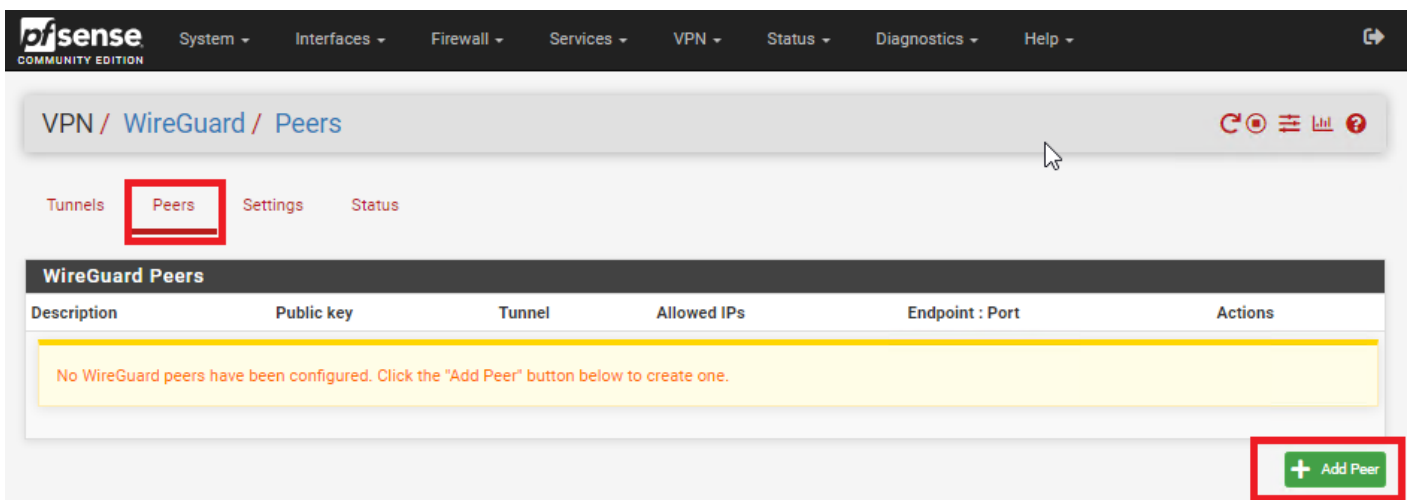 pfsense
COMMUNITY EDITION
System Interfaces Firewall Services VPN Status Diagnostics Help
VPN / WireGuard / Peers
Tunnels Peers Settings Status
WireGuard Peers
Description Public key Tunnel Allowed IPs Endpoint : Port Actions
No WireGuard peers have been configured. Click the "Add Peer" button below to create one.
Add Peer